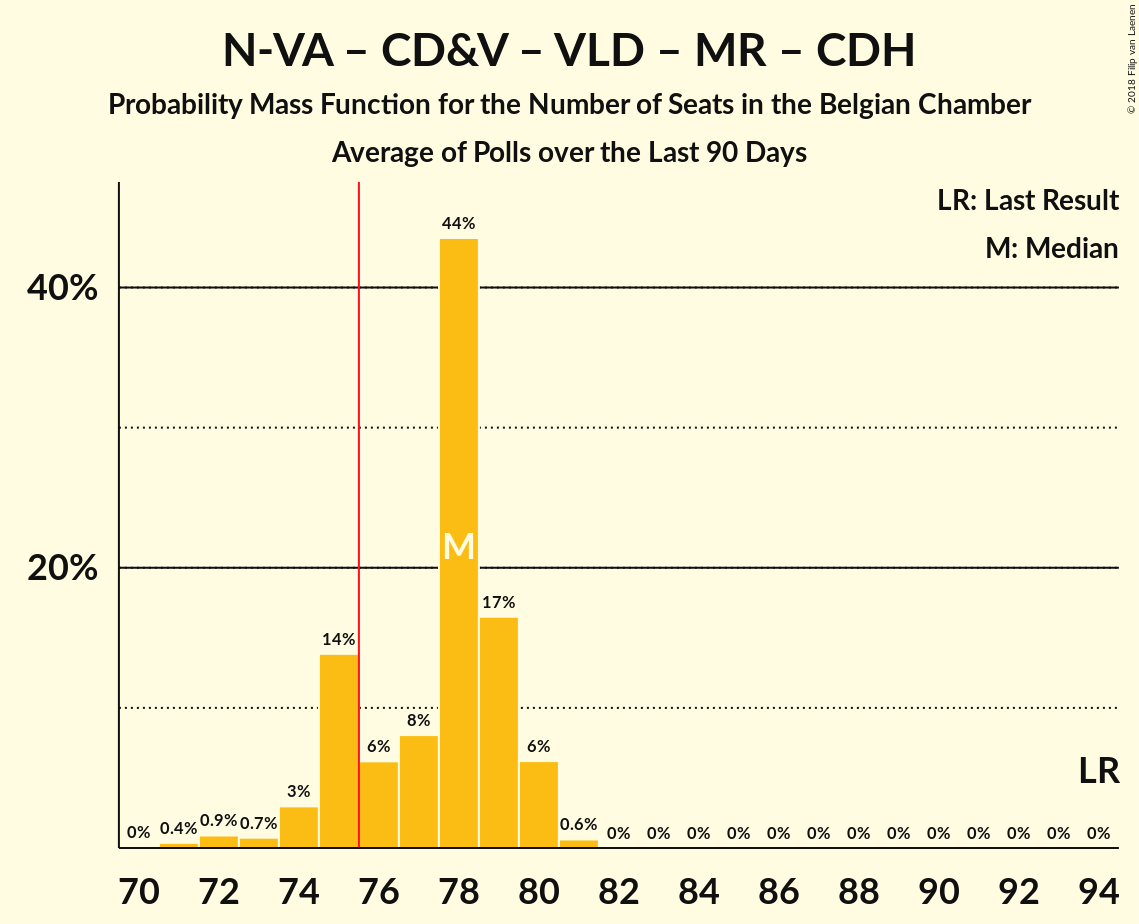 N-VA – CD&V – VLD – MR – CDH
Probability Mass Function for the Number of Seats in the Belgian Chamber
Average of Polls over the Last 90 Days
© 2018 Filip van Laenen
LR: Last Result
M: Median
40%
20%
0% 0.4% 0.9% 0.7% 3% 14% 6% 8% 44% 17% 6% 0.6% 0% 0% 0% 0% 0% 0% 0% 0% 0% 0% 0% 0% 0%
M
LR
70 72 74 76 78 80 82 84 86 88 90 92 94